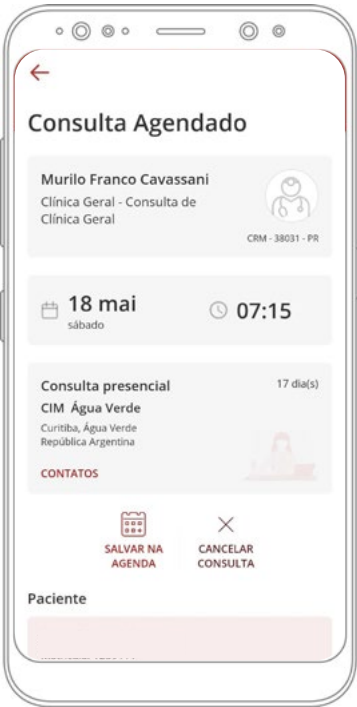 Consulta Agendado
Murilo Franco Cavassani
Clínica Geral - Consulta de
Clínica Geral
CRM - 38031 - PR
18 mai
sábado
07:15
Consulta presencial
17 dia(s)
CIM Água Verde
Curitiba, Água Verde
República Argentina
CONTATOS
SALVAR NA
AGENDA
CANCELAR
CONSULTA
Paciente